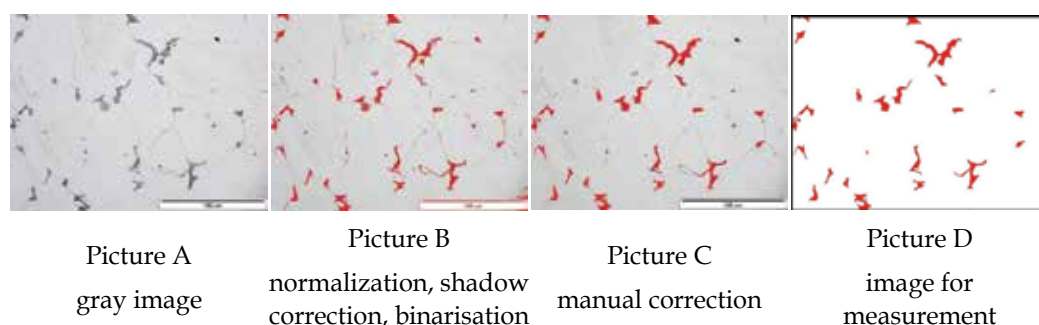 Picture A
gray image
Picture B
normalization, shadow
correction, binarisation
Picture C
manual correction
Picture D
image for
measurement